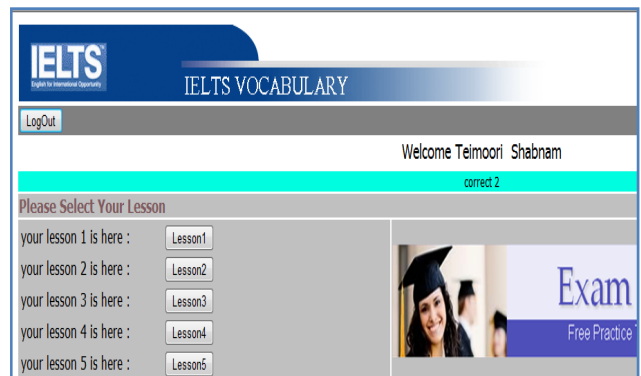 IELTS
English for International Opportunity
IELTS VOCABULARY
LogOut
Welcome Teimoori Shabnam
correct 2
Please Select Your Lesson
your lesson 1 is here : Lesson1
your lesson 2 is here : Lesson2
your lesson 3 is here : Lesson3
your lesson 4 is here : Lesson4
your lesson 5 is here : Lesson5
Exam
Free Practice